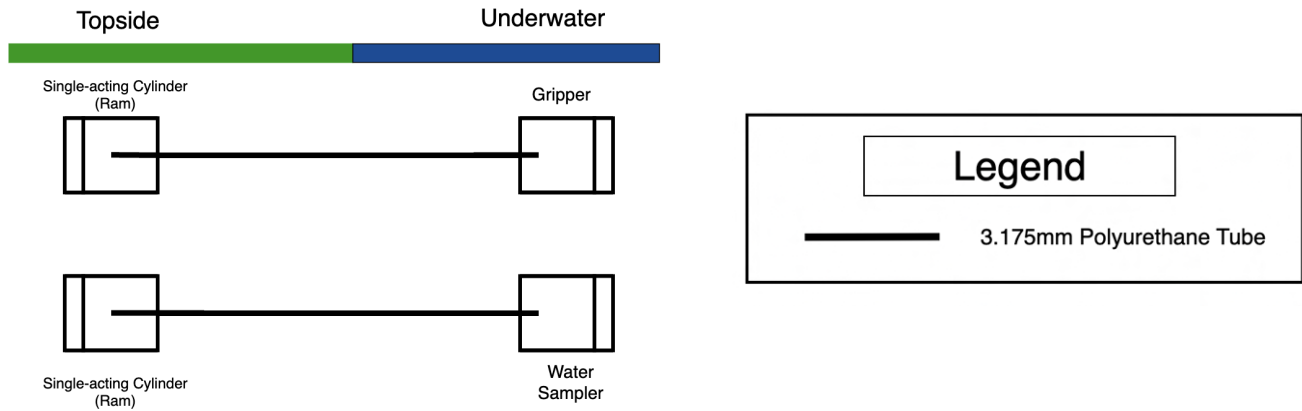 Topside
Underwater
Single-acting Cylinder
(Ram)
Gripper
Single-acting Cylinder
(Ram)
Water
Sampler
Legend
3.175mm Polyurethane Tube